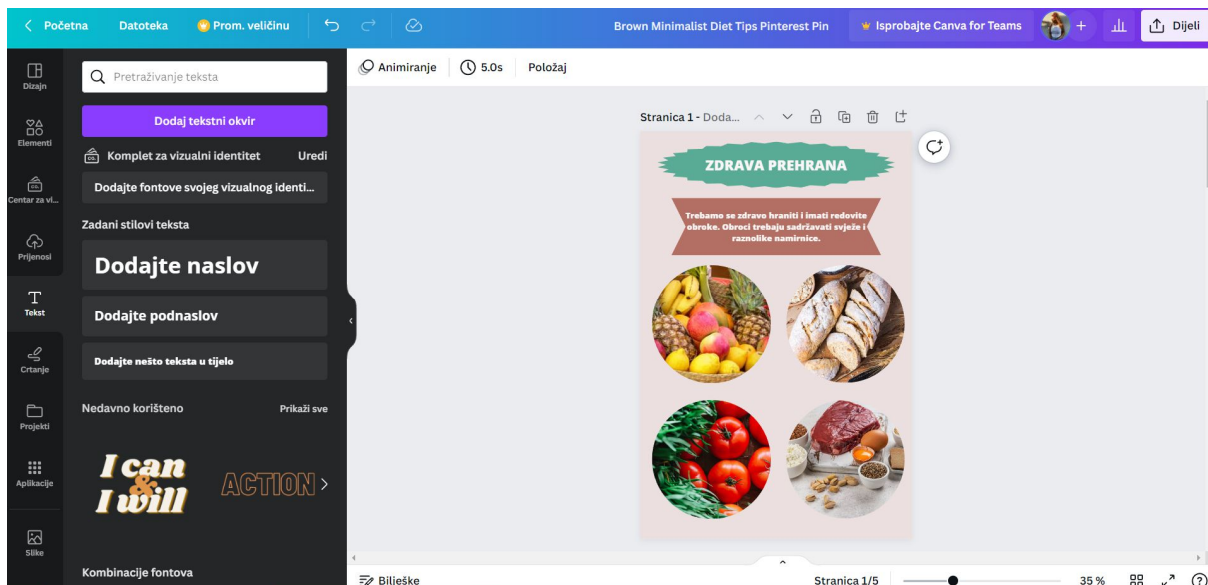 Početna Datoteka Prom. veličinu Brown Minimalist Diet Tips Pinterest Pin Isprobajte Canva for Teams Dijeli
Dizajn
Elementi
Centar za vi...
Prijenosi
Tekst
Crtanje
Projekti
Aplikacije
Slike
Pretraživanje teksta
Dodaj tekstni okvir
CO. Komplet za vizualni identitet Uredi
Dodajte fontove svojeg vizualnog identi...
Zadani stilovi teksta
Dodajte naslov
Dodajte podnaslov
Dodajte nešto teksta u tijelo
Nedavno korišteno Prikaži sve
I can
&
I will
ACTION
Kombinacije fontova
Animiranje 5.0s Položaj
Stranica 1 - Doda...
ZDRAVA PREHRANA
Trebamo se zdravo hraniti i imati redovite
obroke. Obroci trebaju sadržavati svježe i
raznolike namirnice.
Bilješke Stranica 1/5 35 %